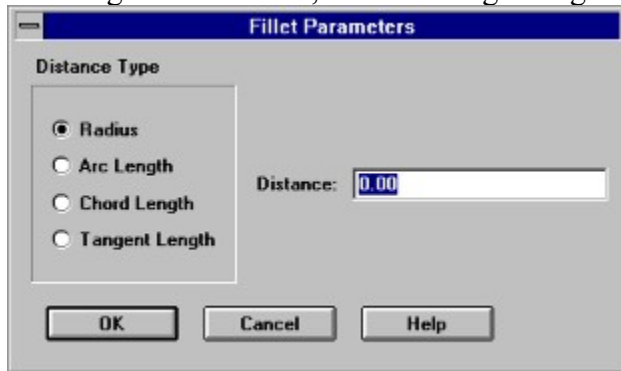 Fillet Parameters
Distance Type
Radius
Arc Length
Chord Length
Tangent Length
Distance: 0.00
OK Cancel Help